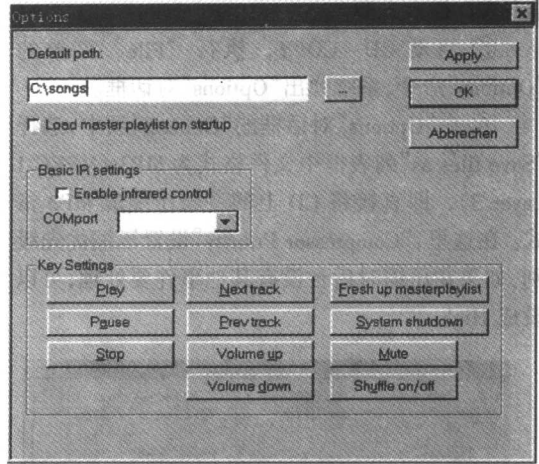 Options
Default path:
Apply
C:\songs
...
OK
Load master playlist on startup
Abbrechen
Basic IR settings
Enable infrared control
COMport
Key Settings
Play
Next track
Fresh up masterplaylist
Pause
Prev track
System shutdown
Stop
Volume up
Mute
Volume down
Shuffle on/off